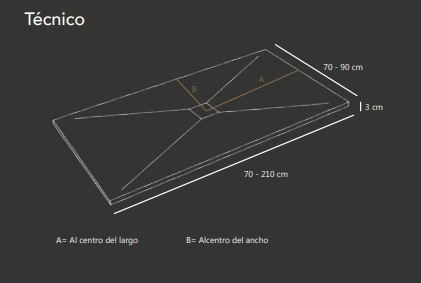 Técnico
70 - 90 cm
A
B
3 cm
70 - 210 cm
A= Al centro del largo
B= Alcentro del ancho